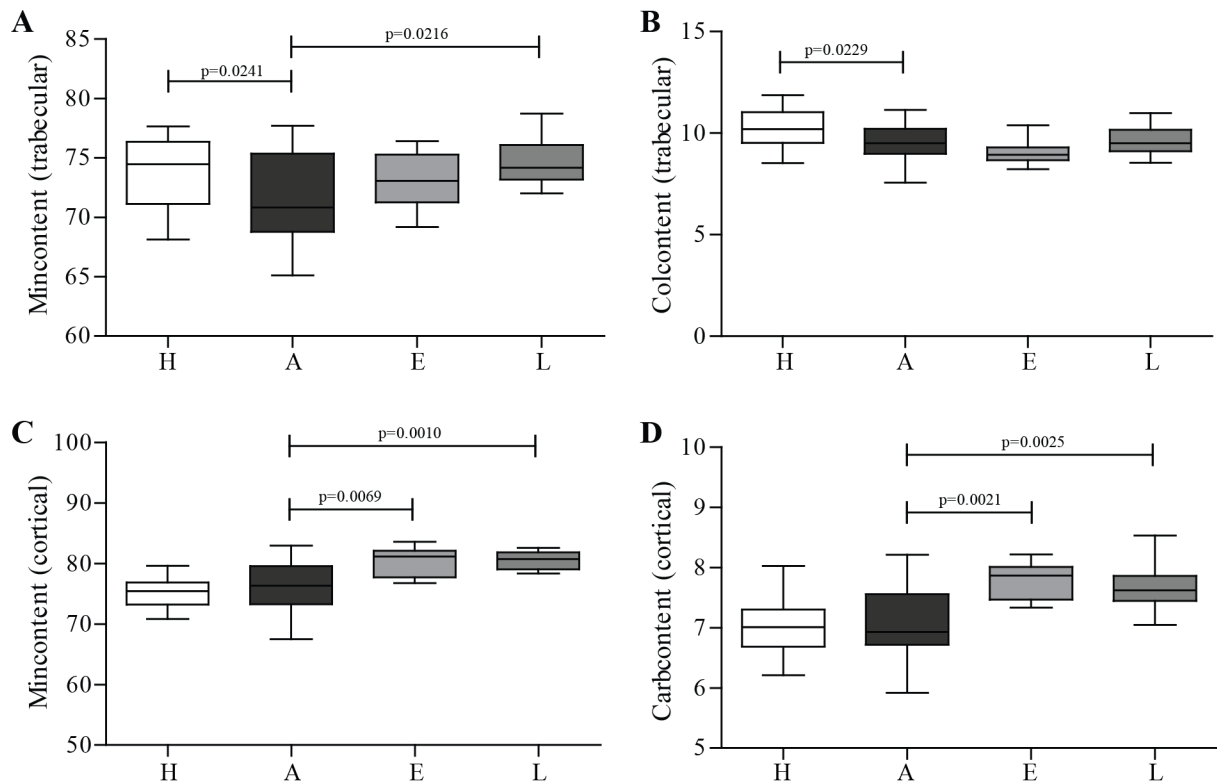 A
Mincontent (trabecular)
85
80
75
70
65
60
p=0.0216
p=0.0241
H A E L
B
Colcontent (trabecular)
15
10
5
0
p=0.0229
H A E L
C
Mincontent (cortical)
100
90
80
70
60
50
p=0.0010
p=0.0069
H A E L
D
Carbcontent (cortical)
10
9
8
7
6
5
p=0.0025
p=0.0021
H A E L